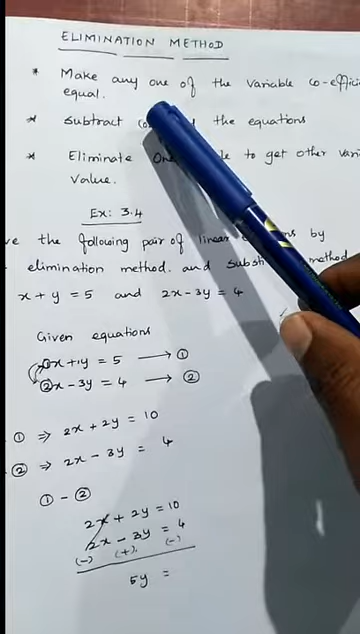 ELIMINATION METHOD
* Make any one of the variable co-effici
equal.
* Subtract the equations
* Eliminate to get other vari
value.
Ex: 3.4
the following pair of linear by
elimination method. and method
x + y = 5 and 2x - 3y = 4
Given equations
x + 1y = 5 ⟶ ①
②x - 3y = 4 ⟶ ②
① ⇒ 2x + 2y = 10
② ⇒ 2x - 3y = 4
① - ②
2x + 2y = 10
2x - 3y = 4
(-) (+) (-)
5y =